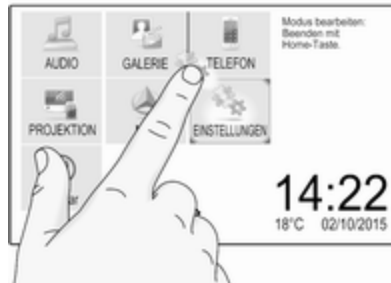 AUDIO
GALERIE
TELEFON
Modus bearbeiten:
Beenden mit
Home-Taste.
PROJEKTION
EINSTELLUNGEN
14:22
18°C 02/10/2015